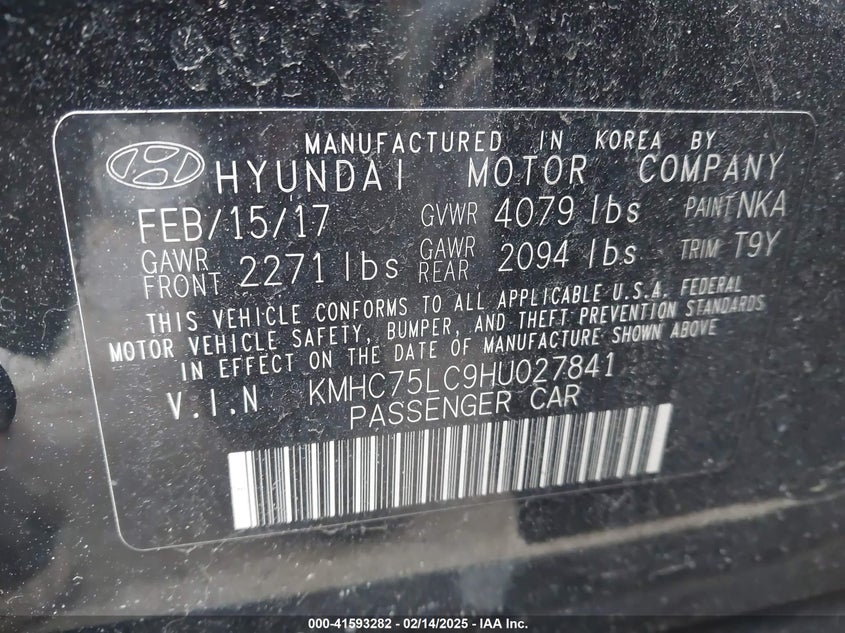 MANUFACTURED IN KOREA BY
HYUNDAI MOTOR COMPANY
FEB/15/17 GVWR 4079 lbs PAINT NKA
GAWR FRONT 2271 lbs GAWR REAR 2094 lbs TRIM T9Y
THIS VEHICLE CONFORMS TO ALL APPLICABLE U.S.A. FEDERAL
MOTOR VEHICLE SAFETY, BUMPER, AND THEFT PREVENTION STANDARDS
IN EFFECT ON THE DATE OF MANUFACTURE SHOWN ABOVE
V.I.N KMHC75LC9HU027841
PASSENGER CAR
000-41593282 - 02/14/2025 - IAA Inc.